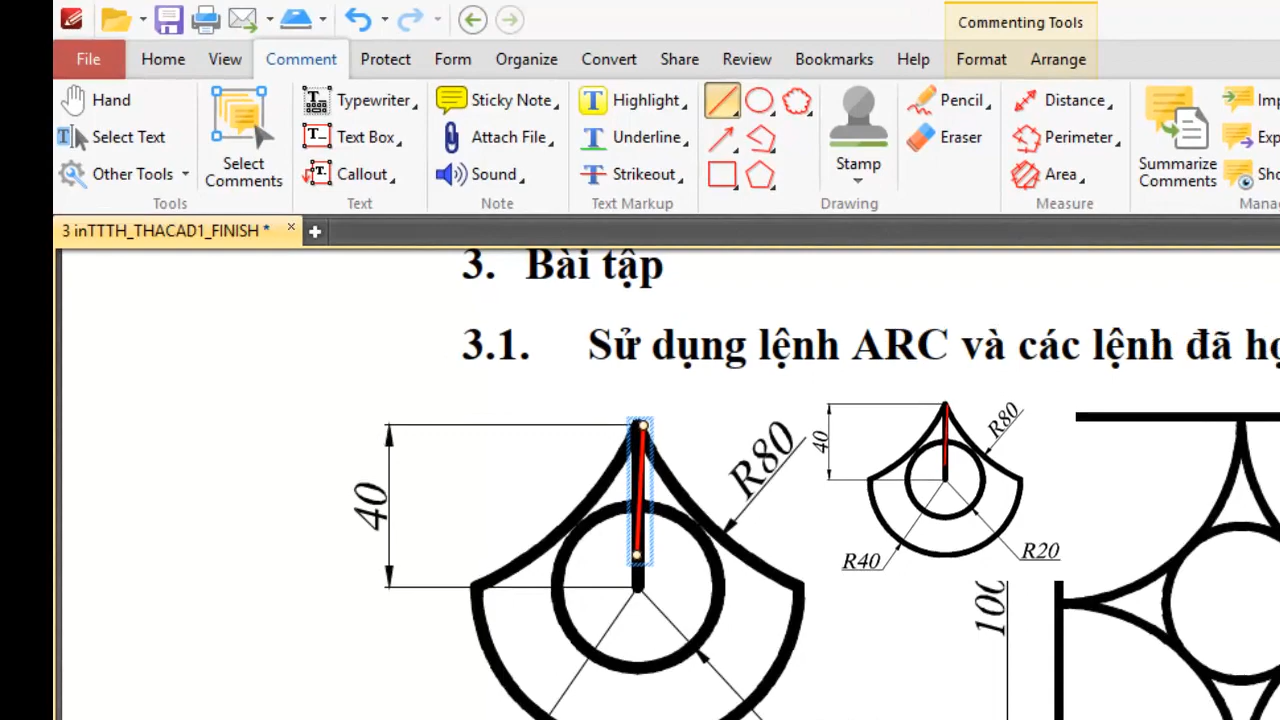 Commenting Tools
File Home View Comment Protect Form Organize Convert Share Review Bookmarks Help Format Arrange
Hand
Select Text
Other Tools
Tools
Select Comments
Typewriter
Text Box
Callout
Text
Sticky Note
Attach File
Sound
Note
Highlight
Underline
Strikeout
Text Markup
Drawing
Stamp
Pencil
Eraser
Distance
Perimeter
Area
Measure
Summarize Comments
3 inTTTH_THACAD1_FINISH *
3. Bài tập
3.1. Sử dụng lệnh ARC và các lệnh đã
40
R80
40
R80
R40
R20
100